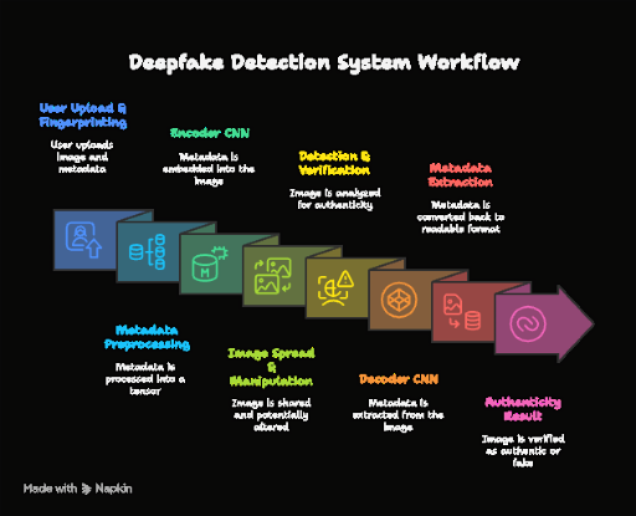 Deepfake Detection System Workflow
User Upload &
Fingerprinting
User uploads
image and
metadata
Encoder CNN
Metadata is
embedded into the
image
Detection &
Verification
Image is analyzed
for authenticity
Metadata
Extraction
Metadata is
converted back to
readable format
M
Metadata
Preprocessing
Metadata is
processed into a
tensor
Image Spread
&
Manipulation
Image is shared
and potentially
altered
Decoder CNN
Metadata is
extracted from the
image
Authenticity
Result
Image is verified
as authentic or
fake
Made with Napkin